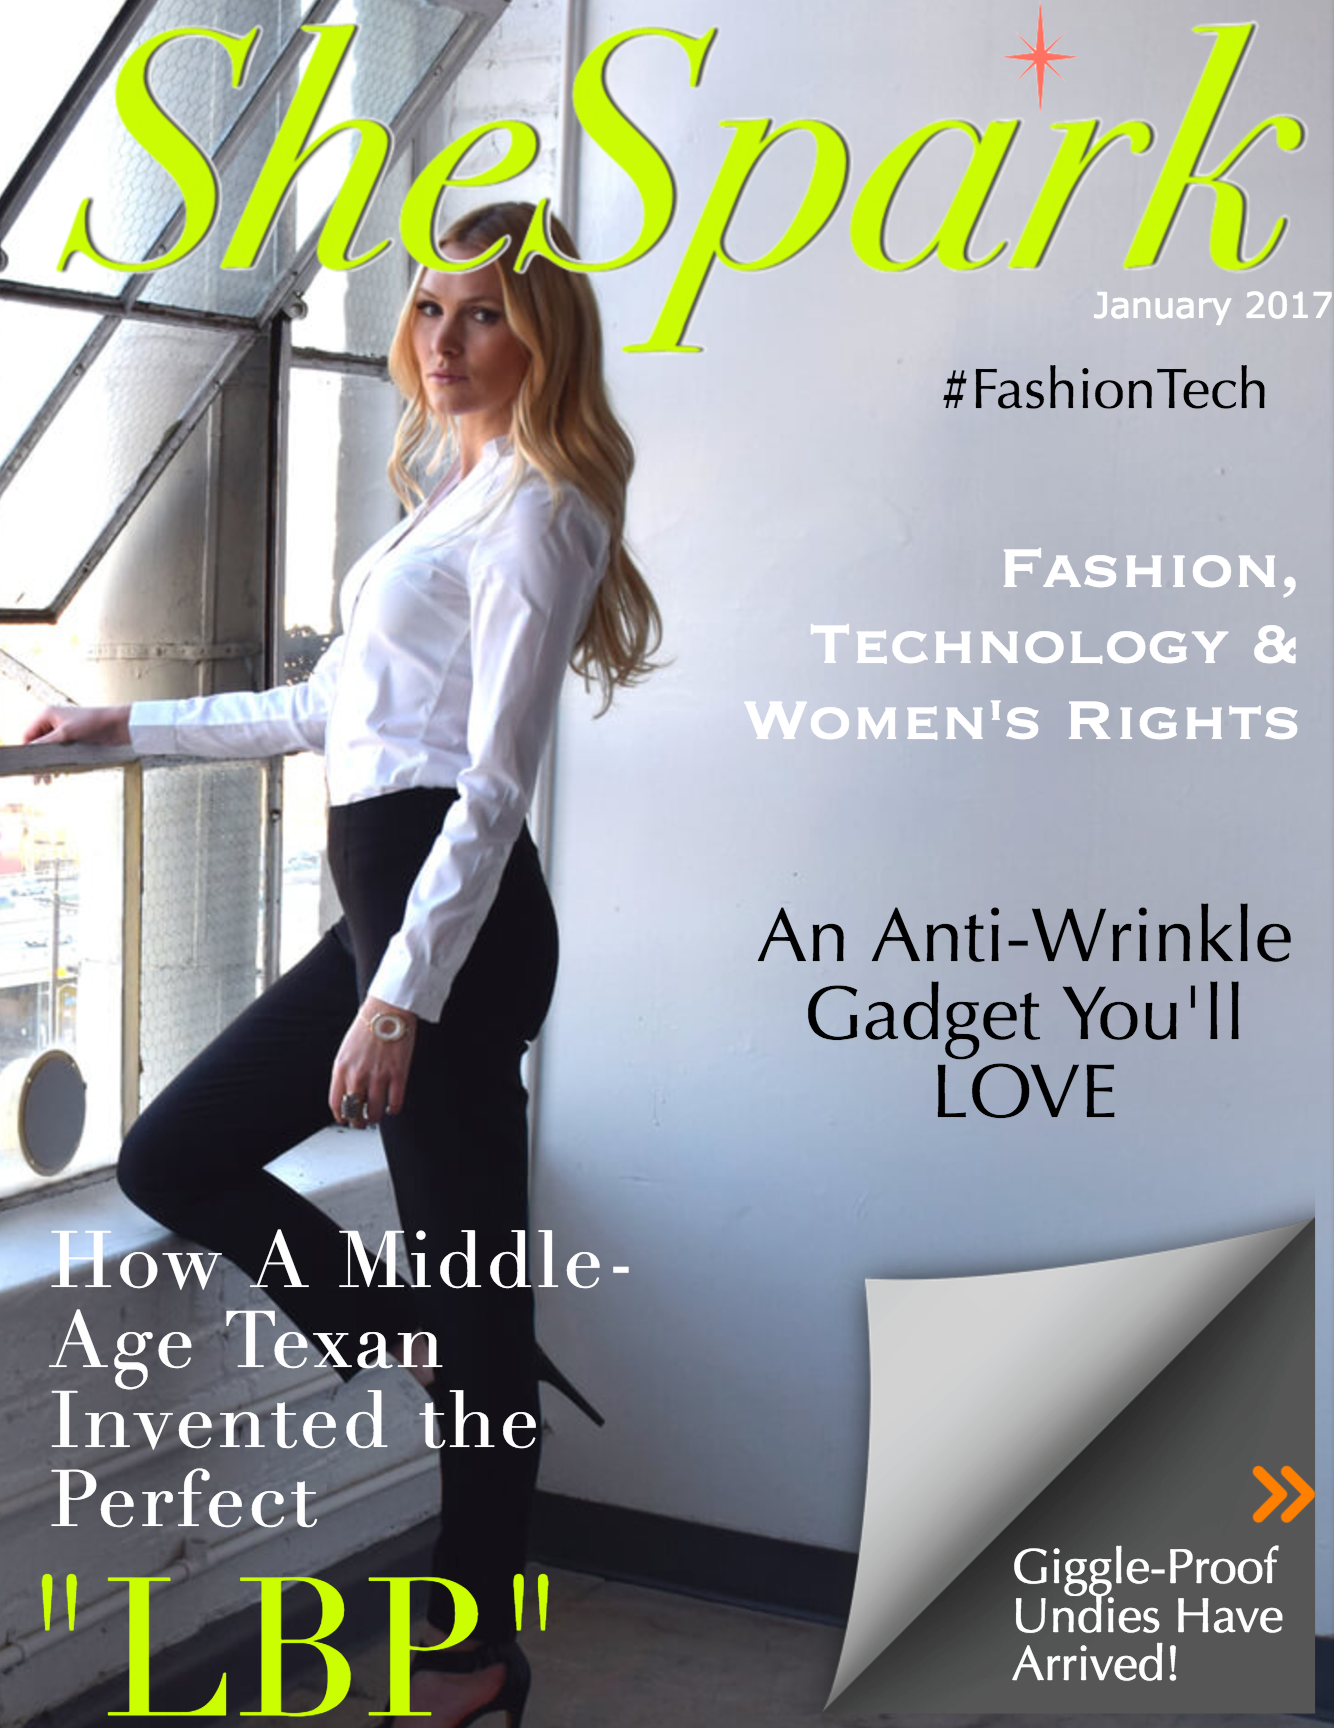 SheSpark
January 2017
#FashionTech
Fashion,
Technology &
Women's Rights
An Anti-Wrinkle
Gadget You'll
LOVE
How A Middle-
Age Texan
Invented the
Perfect
"LBP"
Giggle-Proof
Undies Have
Arrived!